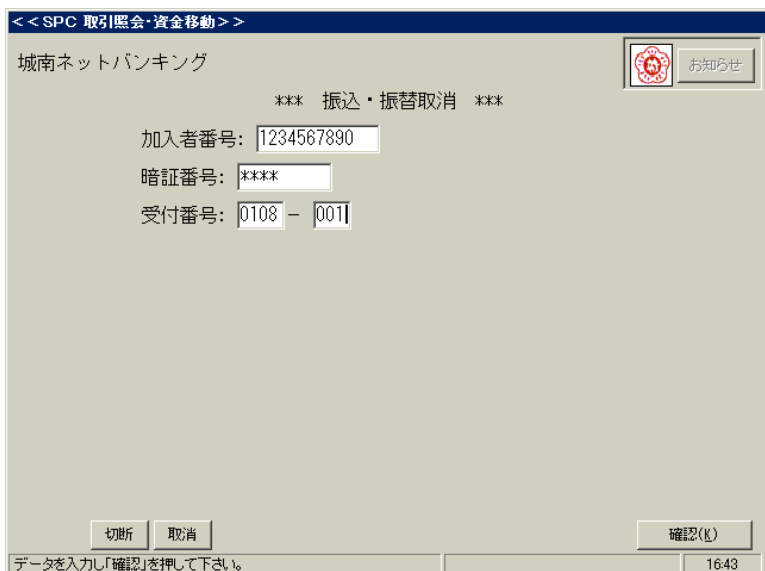 <<SPC 取引照会・資金移動>>
城南ネットバンキング
お知らせ
*** 振込・振替取消 ***
加入者番号: 1234567890
暗証番号: ****
受付番号: 0108 - 001
切断 取消 確認(K)
データを入力し「確認」を押して下さい。 16:43